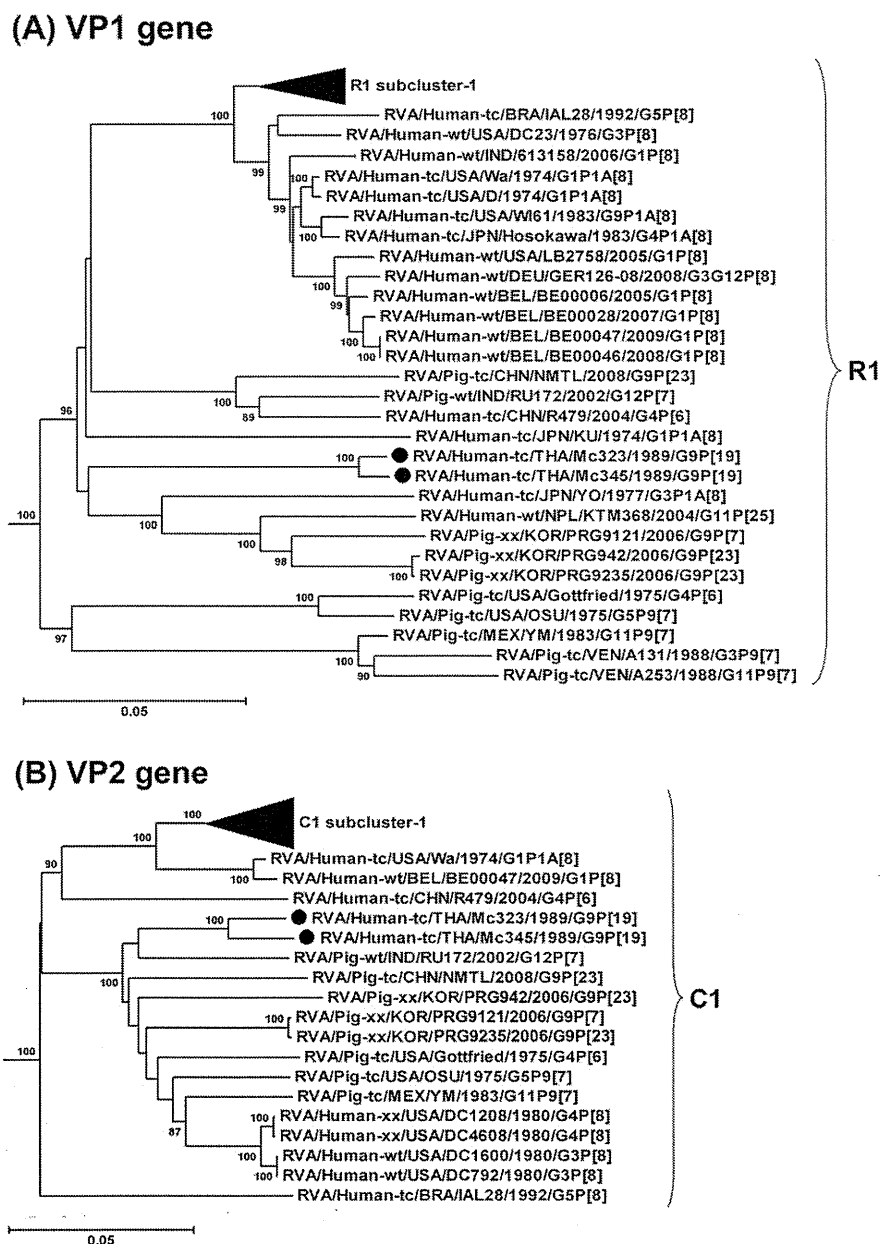 (A) VP1 gene
R1 subcluster-1
100
RVA/Human-tc/BRA/IAL28/1992/G5P[8]
RVA/Human-wt/USA/DC23/1976/G3P[8]
RVA/Human-wt/IND/613158/2006/G1P[8]
99
100
RVA/Human-tc/USA/Wa/1974/G1P1A[8]
RVA/Human-tc/USA/D/1974/G1P1A[8]
99
RVA/Human-tc/USA/WI61/1983/G9P1A[8]
100
RVA/Human-tc/JPN/Hosokawa/1983/G4P1A[8]
RVA/Human-wt/USA/LB2758/2005/G1P[8]
100
RVA/Human-wt/DEU/GER126-08/2008/G3G12P[8]
RVA/Human-wt/BEL/BE00006/2005/G1P[8]
99
RVA/Human-wt/BEL/BE00028/2007/G1P[8]
100
RVA/Human-wt/BEL/BE00047/2009/G1P[8]
100
RVA/Human-wt/BEL/BE00046/2008/G1P[8]
R1
RVA/Pig-tc/CHN/NMTL/2008/G9P[23]
100
RVA/Pig-wt/IND/RU172/2002/G12P[7]
96
89
RVA/Human-tc/CHN/R479/2004/G4P[6]
RVA/Human-tc/JPN/KU/1974/G1P1A[8]
100
RVA/Human-tc/THA/Mc323/1989/G9P[19]
RVA/Human-tc/THA/Mc345/1989/G9P[19]
RVA/Human-tc/JPN/YO/1977/G3P1A[8]
100
100
RVA/Human-wt/NPL/KTM368/2004/G11P[25]
100
RVA/Pig-xx/KOR/PRG9121/2006/G9P[7]
98
RVA/Pig-xx/KOR/PRG942/2006/G9P[23]
100
RVA/Pig-xx/KOR/PRG9235/2006/G9P[23]
100
RVA/Pig-tc/USA/Gottfried/1975/G4P[6]
RVA/Pig-tc/USA/OSU/1975/G5P9[7]
97
RVA/Pig-tc/MEX/YM/1983/G11P9[7]
100
RVA/Pig-tc/VEN/A131/1988/G3P9[7]
90
RVA/Pig-tc/VEN/A253/1988/G11P9[7]
0.05
(B) VP2 gene
100
C1 subcluster-1
100
RVA/Human-tc/USA/Wa/1974/G1P1A[8]
90
100
RVA/Human-wt/BEL/BE00047/2009/G1P[8]
RVA/Human-tc/CHN/R479/2004/G4P[6]
100
RVA/Human-tc/THA/Mc323/1989/G9P[19]
RVA/Human-tc/THA/Mc345/1989/G9P[19]
RVA/Pig-wt/IND/RU172/2002/G12P[7]
100
RVA/Pig-tc/CHN/NMTL/2008/G9P[23]
RVA/Pig-xx/KOR/PRG942/2006/G9P[23]
C1
100
RVA/Pig-xx/KOR/PRG9121/2006/G9P[7]
RVA/Pig-xx/KOR/PRG9235/2006/G9P[23]
100
RVA/Pig-tc/USA/Gottfried/1975/G4P[6]
RVA/Pig-tc/USA/OSU/1975/G5P9[7]
RVA/Pig-tc/MEX/YM/1983/G11P9[7]
100
RVA/Human-xx/USA/DC1208/1980/G4P[8]
87
RVA/Human-xx/USA/DC4608/1980/G4P[8]
100
100
RVA/Human-wt/USA/DC1600/1980/G3P[8]
RVA/Human-wt/USA/DC792/1980/G3P[8]
RVA/Human-tc/BRA/IAL28/1992/G5P[8]
0.05